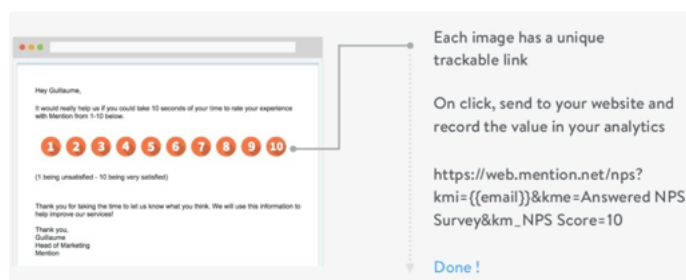 Hey Guillaume,
It would really help us if you could take 10 seconds of your time to rate your experience
with Mention from 1-10 below.
1 2 3 4 5 6 7 8 9 10
(1 being unsatisfied - 10 being very satisfied)
Thank you for taking the time to let us know what you think. We will use this information to
help improve our services!
Thank you,
Guillaume
Head of Marketing
Mention
Each image has a unique
trackable link
On click, send to your website and
record the value in your analytics
https://web.mention.net/nps?
kmi={{email}}&kme=Answered NPS
Survey&km_NPS Score=10
Done !